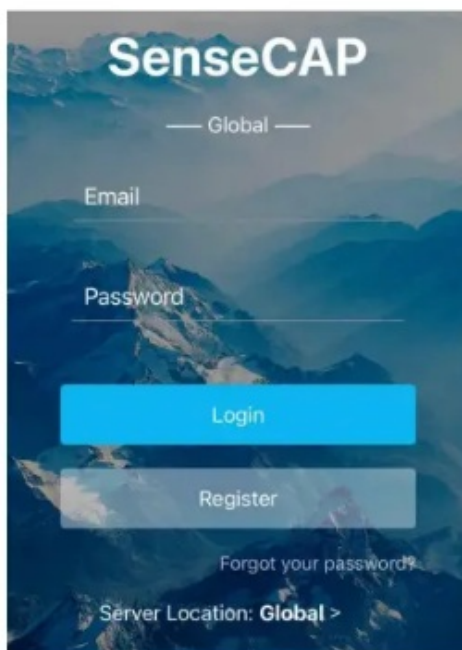 SenseCAP
— Global —
Email
Password
Login
Register
Forgot your password?
Server Location: Global >